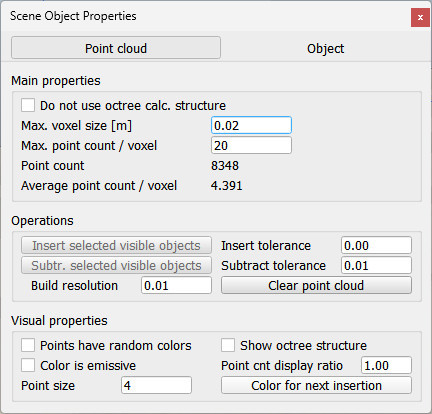 Scene Object Properties x
Point cloud Object
Main properties
Do not use octree calc. structure
Max. voxel size [m] 0.02
Max. point count / voxel 20
Point count 8348
Average point count / voxel 4.391
Operations
Insert selected visible objects Insert tolerance 0.00
Subtr. selected visible objects Subtract tolerance 0.01
Build resolution 0.01 Clear point cloud
Visual properties
Points have random colors Show octree structure
Color is emissive Point cnt display ratio 1.00
Point size 4 Color for next insertion